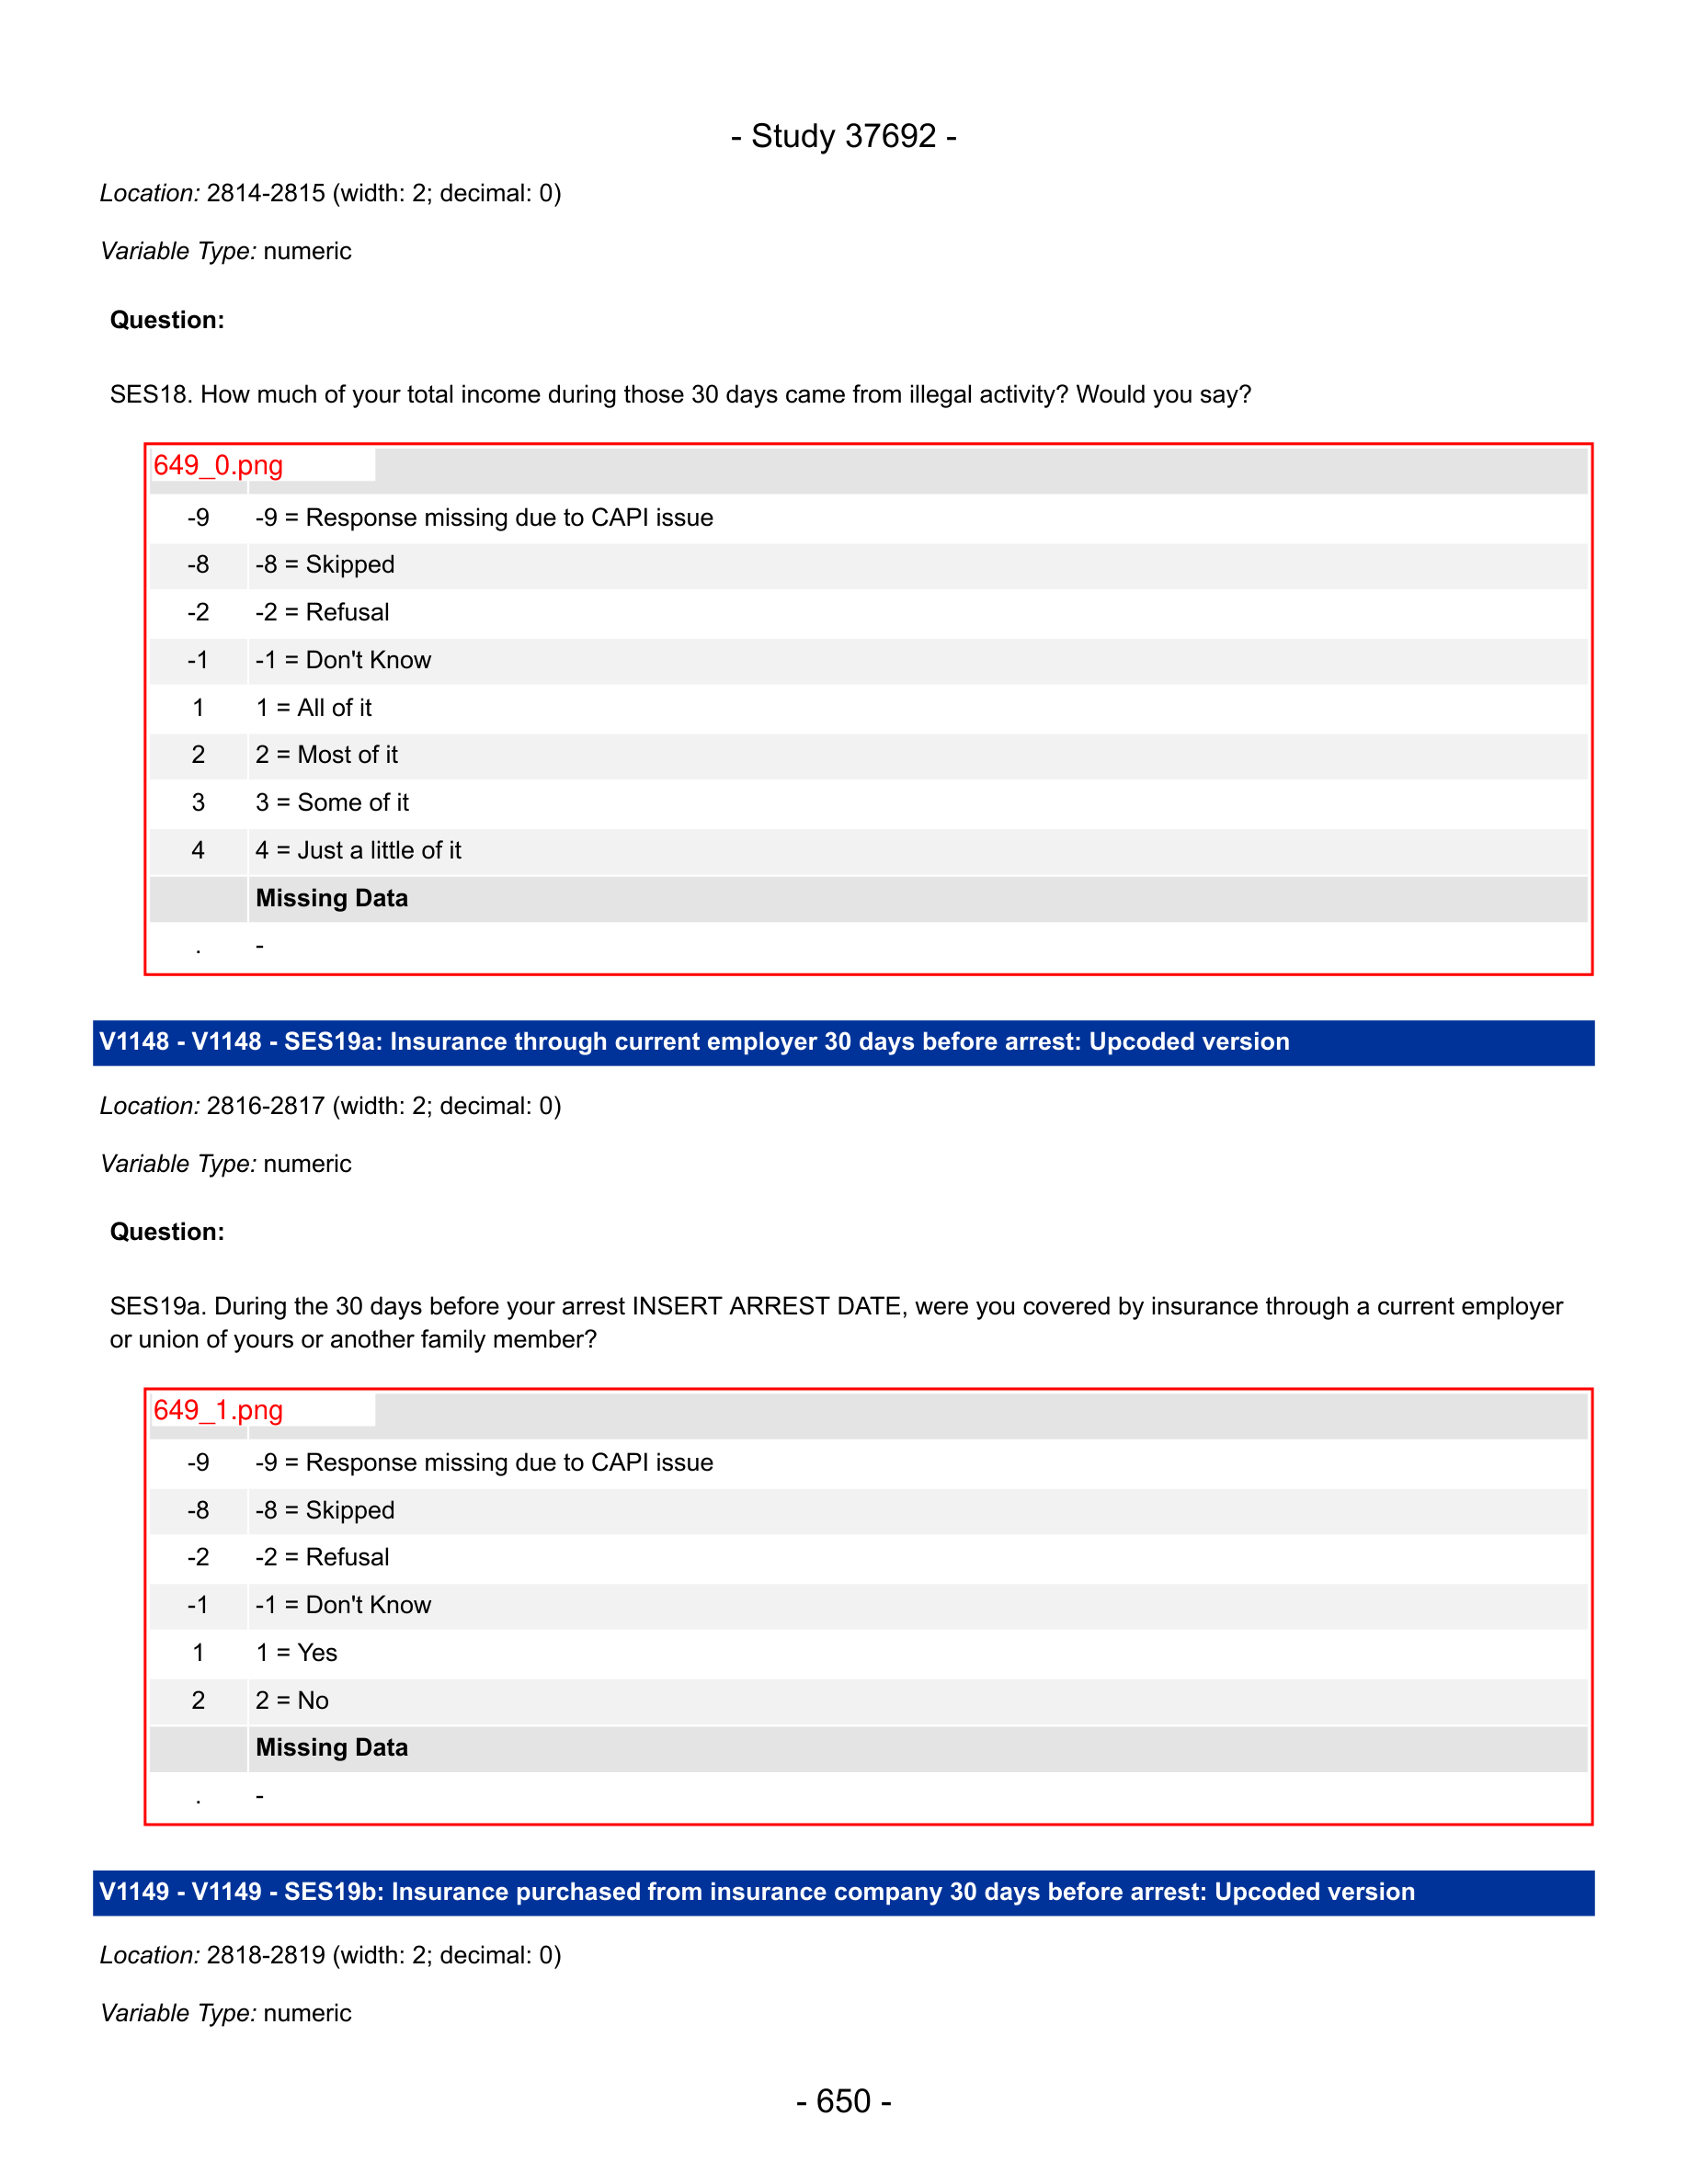 - Study 37692 -
Location: 2814-2815 (width: 2; decimal: 0)
Variable Type: numeric
Question:
SES18. How much of your total income during those 30 days came from illegal activity? Would you say?
649_0.png
-9 -9 = Response missing due to CAPI issue
-8 -8 = Skipped
-2 -2 = Refusal
-1 -1 = Don't Know
1 1 = All of it
2 2 = Most of it
3 3 = Some of it
4 4 = Just a little of it
Missing Data
. -
V1148 - V1148 - SES19a: Insurance through current employer 30 days before arrest: Upcoded version
Location: 2816-2817 (width: 2; decimal: 0)
Variable Type: numeric
Question:
SES19a. During the 30 days before your arrest INSERT ARREST DATE, were you covered by insurance through a current employer
or union of yours or another family member?
649_1.png
-9 -9 = Response missing due to CAPI issue
-8 -8 = Skipped
-2 -2 = Refusal
-1 -1 = Don't Know
1 1 = Yes
2 2 = No
Missing Data
. -
V1149 - V1149 - SES19b: Insurance purchased from insurance company 30 days before arrest: Upcoded version
Location: 2818-2819 (width: 2; decimal: 0)
Variable Type: numeric
- 650 -